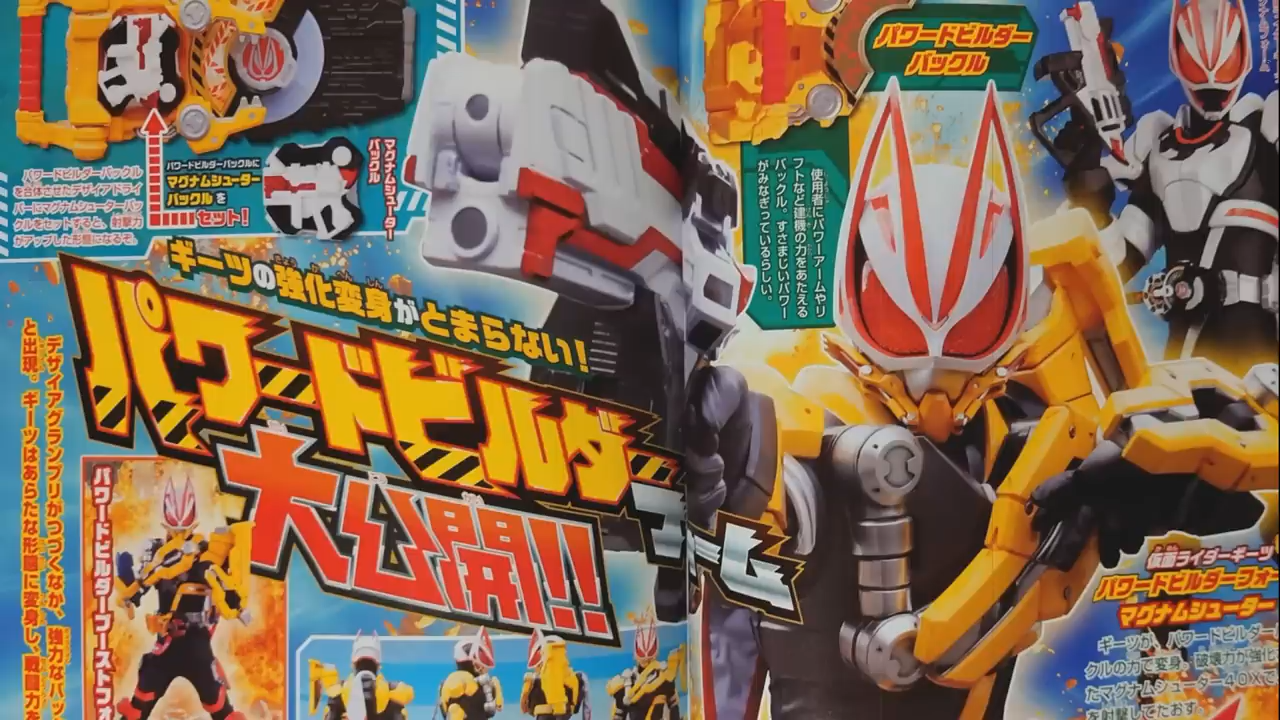 パワードビルダーバックル
を合体させたデザイアドライ
バーにマグナムシューターバッ
クルをセットすると、射撃力
がアップした形態になるぞ。
パワードビルダーバックルに
マグナムシューター
バックルを
セット!
マグナムシューター
バックル
ギーツの強化変身がとまらない!
パワードビルダー
フォーム
大公開!!
デザイアグランプリがつづくなか、強力なバッ
と出現。ギーツはあらたな形態に変身し、戦闘力を
パワードビルダーブーストフォ
パワードビルダー
バックル
使用者にパワーアームやリ
フトなど建機の力をあたえる
バックル。すさまじいパワー
がみなぎっているらしい。
仮面ライダーギーツ
パワードビルダーフォー
マグナムシューター
ギーツが、パワードビルダー
クルの力で変身。破壊力が強化
たマグナムシューター40Xで
を射撃してたおす。